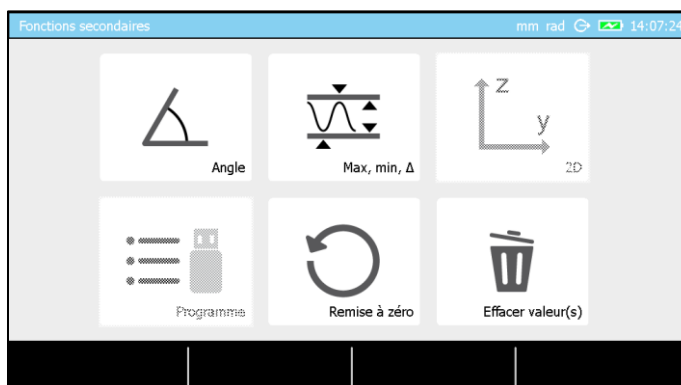 Fonctions secondaires mm rad 14:07:24
Angle Max, min, Δ 2D
z
y
Programme Remise à zéro Effacer valeur(s)